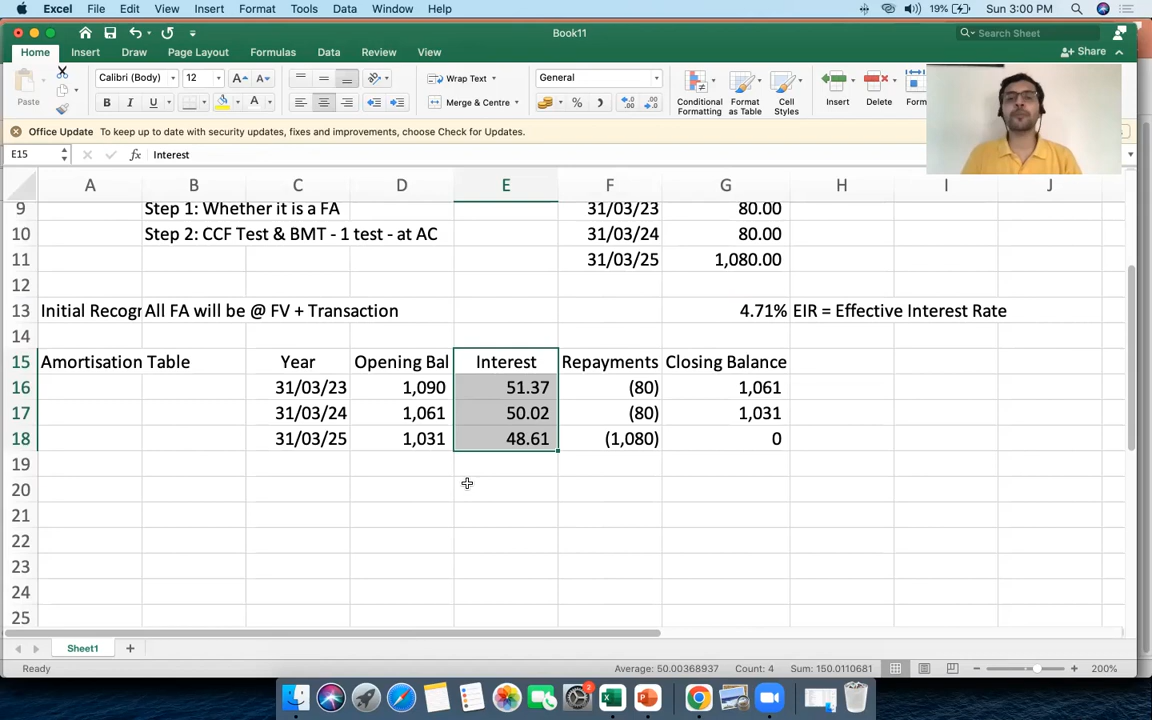 Excel File Edit View Insert Format Tools Data Window Help 19% Sun 3:00 PM
Book11
Search Sheet
Home Insert Draw Page Layout Formulas Data Review View
Share
Paste
Calibri (Body) 12
Wrap Text
General
B I U
Merge & Centre
Conditional Formatting
Format as Table
Cell Styles
Insert Delete Form
Office Update To keep up to date with security updates, fixes and improvements, choose Check for Updates.
E15 fx Interest
A B C D E F G H I J
9 Step 1: Whether it is a FA 31/03/23 80.00
10 Step 2: CCF Test & BMT - 1 test - at AC 31/03/24 80.00
11 31/03/25 1,080.00
12
13 Initial Recogr All FA will be @ FV + Transaction 4.71% EIR = Effective Interest Rate
14
15 Amortisation Table Year Opening Bal Interest Repayments Closing Balance
16 31/03/23 1,090 51.37 (80) 1,061
17 31/03/24 1,061 50.02 (80) 1,031
18 31/03/25 1,031 48.61 (1,080) 0
19
20
21
22
23
24
25
Sheet1
Ready Average: 50.00368937 Count: 4 Sum: 150.0110681 200%